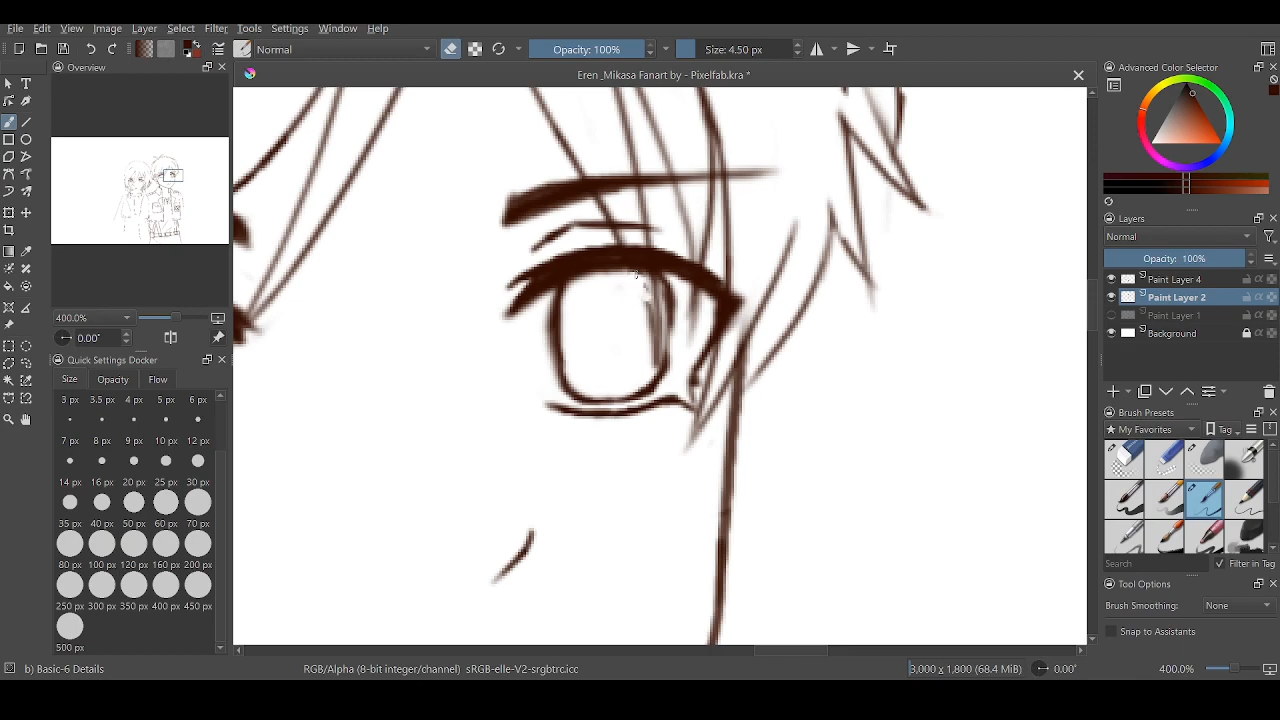 File Edit View Image Layer Select Filter Tools Settings Window Help
Normal
Opacity: 100%
Size: 4.50 px
Overview
Eren _Mikasa Fanart by - Pixelfab.kra *
Advanced Color Selector
400.0%
0.00°
Quick Settings Docker
Size Opacity Flow
3 px 3.5 px 4 px 5 px 6 px
7 px 8 px 9 px 10 px 12 px
14 px 16 px 20 px 25 px 30 px
35 px 40 px 50 px 60 px 70 px
80 px 100 px 120 px 160 px 200 px
250 px 300 px 350 px 400 px 450 px
500 px
Layers
Normal
Opacity: 100%
Paint Layer 4
Paint Layer 2
Paint Layer 1
Background
Brush Presets
My Favorites
Tag
Search
Filter in Tag
Tool Options
Brush Smoothing: None
Snap to Assistants
b) Basic-6 Details
RGB/Alpha (8-bit integer/channel) sRGB-elle-V2-srgbtrc.icc
3,000 x 1,800 (68.4 MiB)
0.00°
400.0%